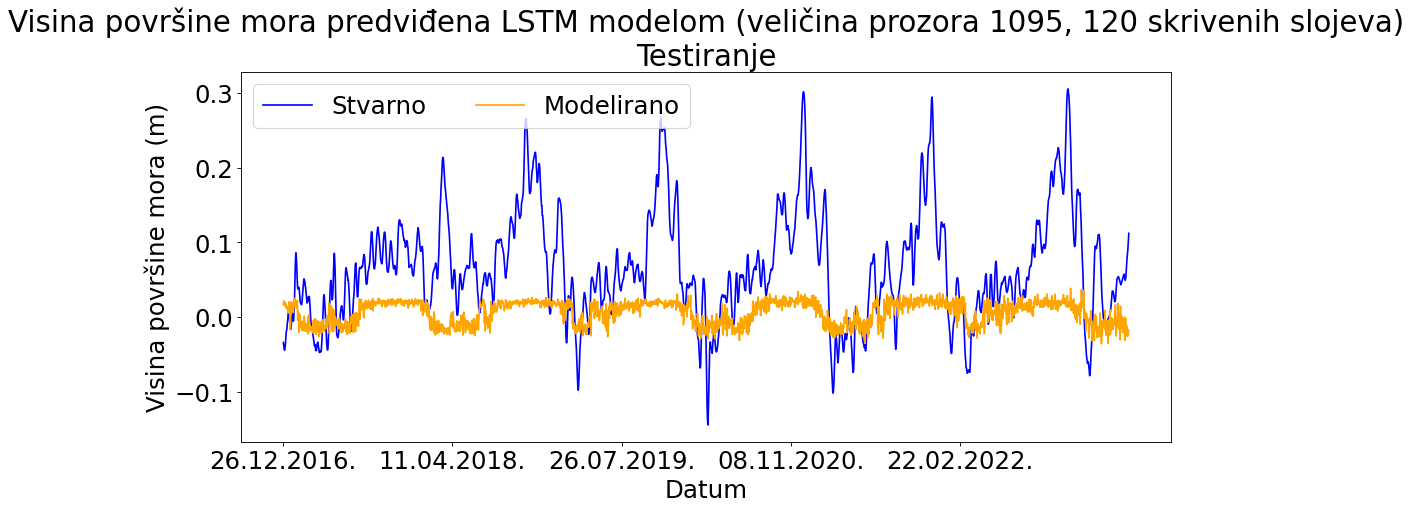 Visina površine mora predviđena LSTM modelom (veličina prozora 1095, 120 skrivenih slojeva)
Testiranje
Stvarno Modelirano
Visina površine mora (m)
0.3
0.2
0.1
0.0
−0.1
26.12.2016. 11.04.2018. 26.07.2019. 08.11.2020. 22.02.2022.
Datum